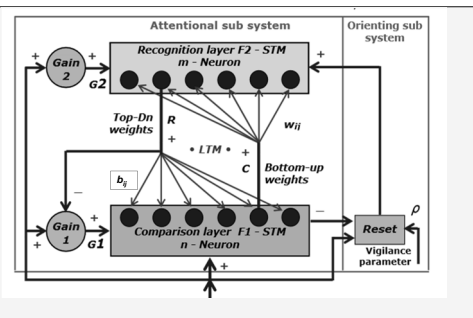 Attentional sub system
Orienting sub
system
Recognition layer F2 - STM
m - Neuron
+
+
+
Gain
2
G2
Top-Dn
weights
R
+
wij
• LTM •
+
C
Bottom-up
weights
bij
−
−
+
Gain
1
+
G1
Comparison layer F1 - STM
n - Neuron
ρ
Reset
Vigilance
parameter
+
+
+